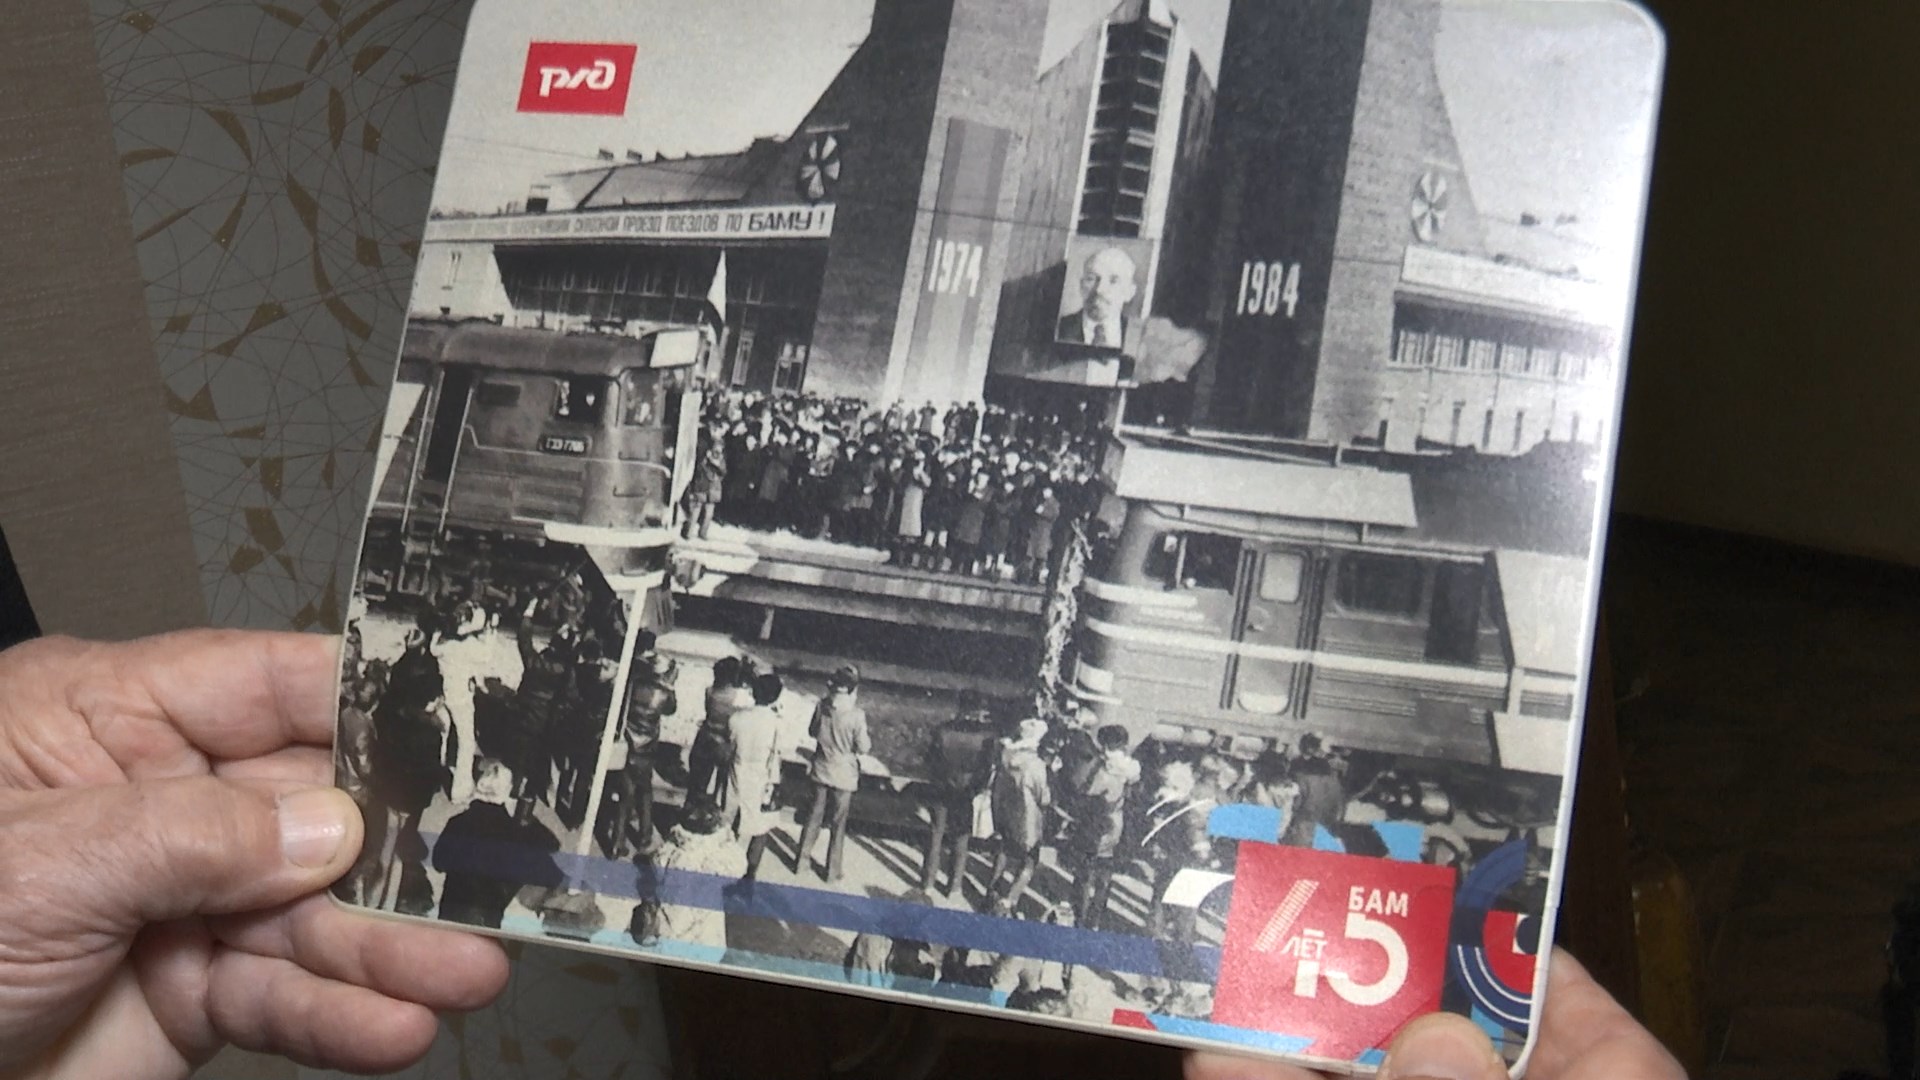 ржд
СКВОЗНОЙ ПРОЕЗД ПОЕЗДОВ ПО БАМУ!
1974
1984
БАМ
45
ЛЕТ